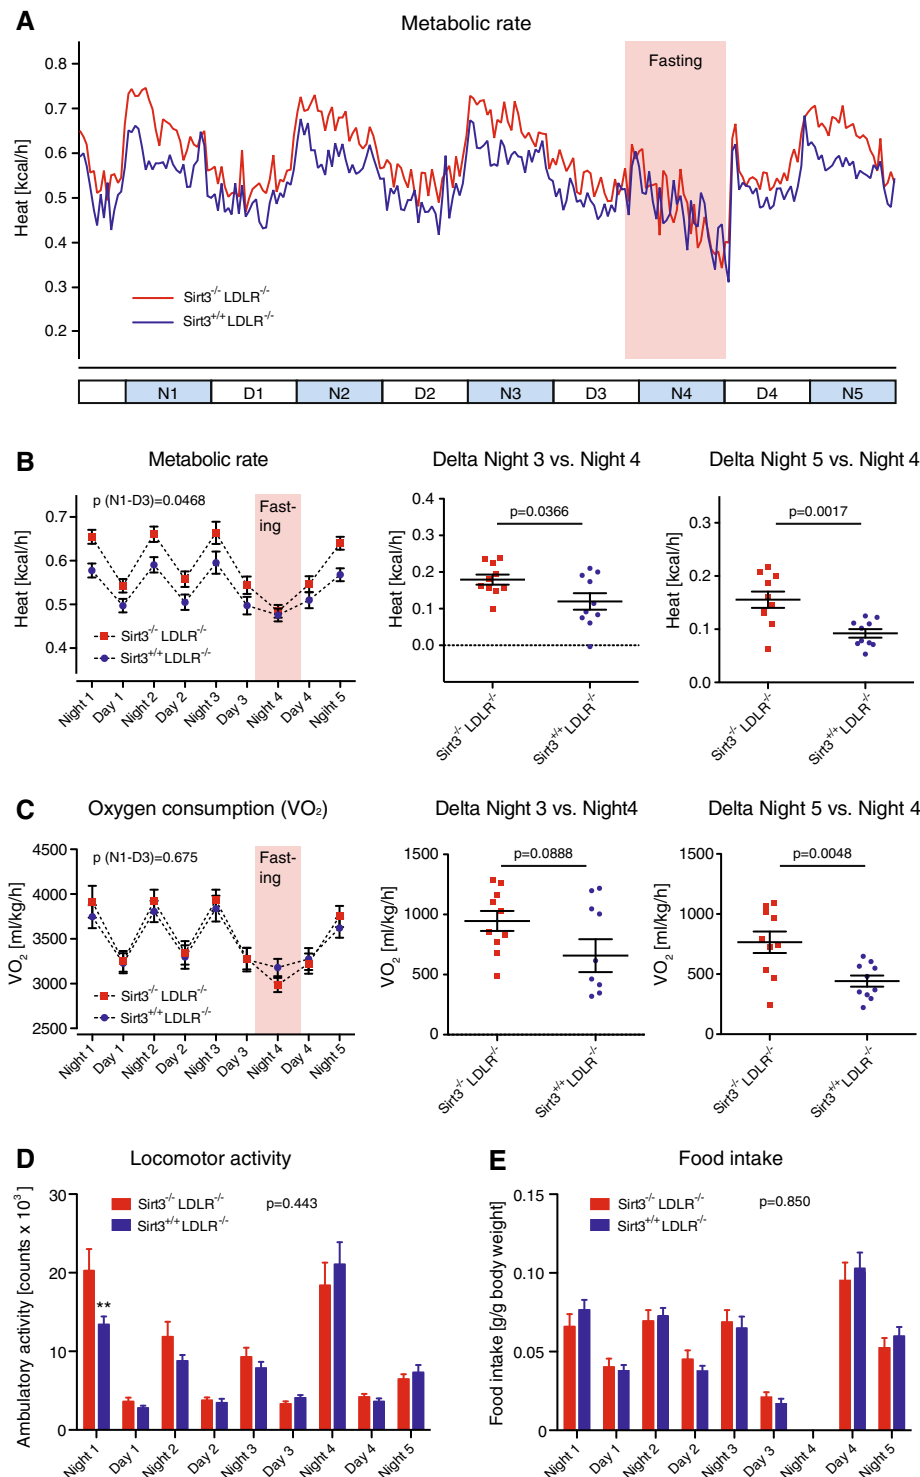 A
Metabolic rate
Heat [kcal/h]
0.8
0.7
0.6
0.5
0.4
0.3
0.2
Fasting
Sirt3-/- LDLR-/-
Sirt3+/+ LDLR-/-
N1 D1 N2 D2 N3 D3 N4 D4 N5
B
Metabolic rate
p (N1-D3)=0.0468
Fast-
ing
Heat [kcal/h]
0.7
0.6
0.5
0.4
Sirt3-/- LDLR-/-
Sirt3+/+ LDLR-/-
Night 1 Day 1 Night 2 Day 2 Night 3 Day 3 Night 4 Day 4 Ngiht 5
Delta Night 3 vs. Night 4
p=0.0366
Heat [kcal/h]
0.4
0.3
0.2
0.1
0.0
Sirt3-/- LDLR-/-
Sirt3+/+ LDLR-/-
Delta Night 5 vs. Night 4
p=0.0017
Heat [kcal/h]
0.3
0.2
0.1
0.0
Sirt3-/- LDLR-/-
Sirt3+/+ LDLR-/-
C
Oxygen consumption (VO₂)
p (N1-D3)=0.675
Fast-
ing
VO₂ [ml/kg/h]
4500
4000
3500
3000
2500
Sirt3-/- LDLR-/-
Sirt3+/+ LDLR-/-
Night 1 Day 1 Night 2 Day 2 Night 3 Day 3 Night 4 Day 4 Night 5
Delta Night 3 vs. Night4
p=0.0888
VO₂ [ml/kg/h]
1500
1000
500
0
Sirt3-/- LDLR-/-
Sirt3+/+ LDLR-/-
Delta Night 5 vs. Night 4
p=0.0048
VO₂ [ml/kg/h]
1500
1000
500
0
Sirt3-/- LDLR-/-
Sirt3+/+ LDLR-/-
D
Locomotor activity
Ambulatory activity [counts x 10³]
30
20
10
0
Sirt3-/- LDLR-/-
Sirt3+/+ LDLR-/-
p=0.443
**
Night 1 Day 1 Night2 Day 2 Night 3 Day 3 Night 4 Day 4 Night 5
E
Food intake
Food intake [g/g body weight]
0.15
0.10
0.05
0
Sirt3-/- LDLR-/-
Sirt3+/+ LDLR-/-
p=0.850
Night 1 Day 1 Night 2 Day 2 Night 3 Day 3 Night 4 Day 4 Night 5